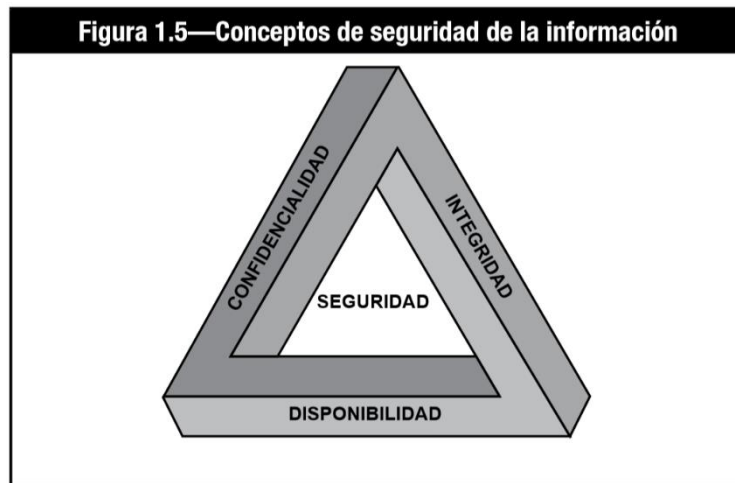 Figura 1.5—Conceptos de seguridad de la información
CONFIDENCIALIDAD
INTEGRIDAD
SEGURIDAD
DISPONIBILIDAD